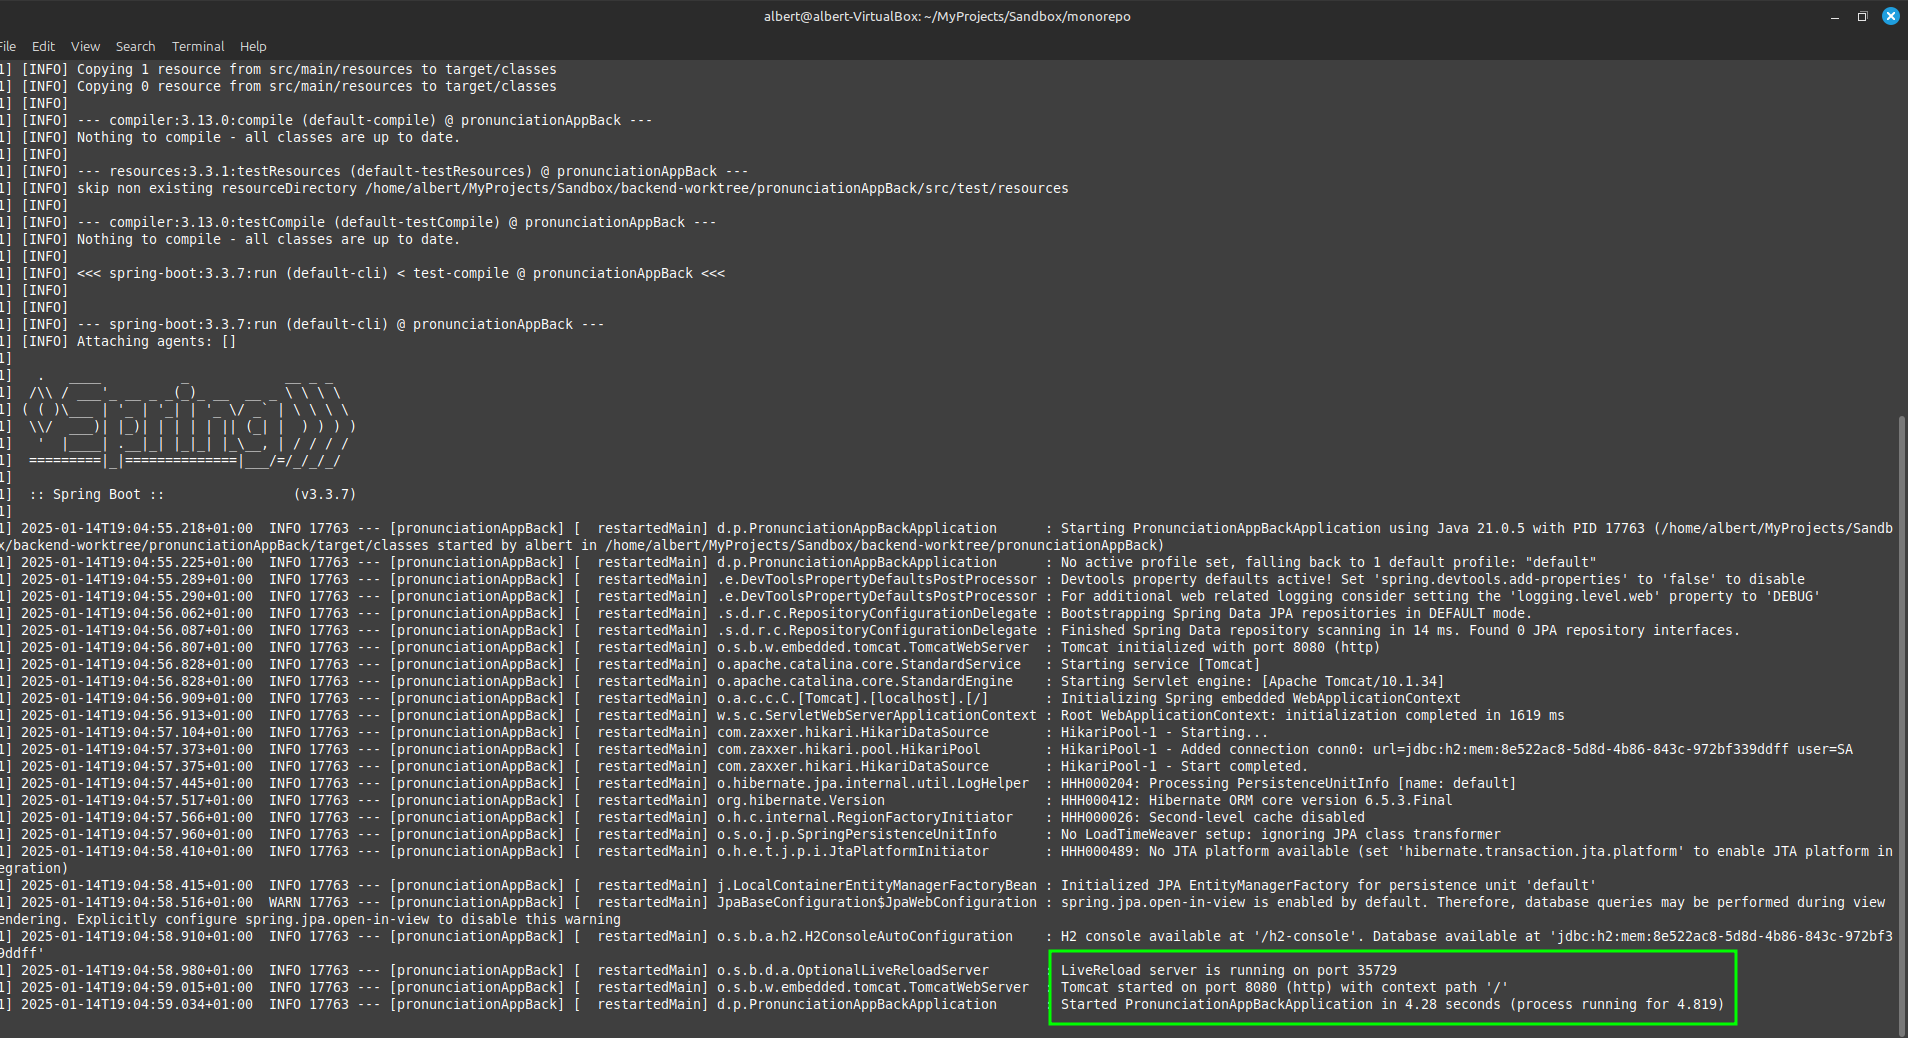 albert@albert-VirtualBox: ~/MyProjects/Sandbox/monorepo
File Edit View Search Terminal Help
1] [INFO] Copying 1 resource from src/main/resources to target/classes
1] [INFO] Copying 0 resource from src/main/resources to target/classes
1] [INFO]
1] [INFO] --- compiler:3.13.0:compile (default-compile) @ pronunciationAppBack ---
1] [INFO] Nothing to compile - all classes are up to date.
1] [INFO]
1] [INFO] --- resources:3.3.1:testResources (default-testResources) @ pronunciationAppBack ---
1] [INFO] skip non existing resourceDirectory /home/albert/MyProjects/Sandbox/backend-worktree/pronunciationAppBack/src/test/resources
1] [INFO]
1] [INFO] --- compiler:3.13.0:testCompile (default-testCompile) @ pronunciationAppBack ---
1] [INFO] Nothing to compile - all classes are up to date.
1] [INFO]
1] [INFO] <<< spring-boot:3.3.7:run (default-cli) < test-compile @ pronunciationAppBack <<<
1] [INFO]
1] [INFO]
1] [INFO] --- spring-boot:3.3.7:run (default-cli) @ pronunciationAppBack ---
1] [INFO] Attaching agents: []
1]
1]   .   ____          _            __ _ _
1]  /\\ / ___'_ __ _ _(_)_ __  __ _ \ \ \ \
1] ( ( )\___ | '_ | '_| | '_ \/ _` | \ \ \ \
1]  \\/  ___)| |_)| | | | | || (_| |  ) ) ) )
1]   '  |____| .__|_| |_|_| |_\__, | / / / /
1]  =========|_|==============|___/=/_/_/_/
1]
1]  :: Spring Boot ::                (v3.3.7)
1]
1] 2025-01-14T19:04:55.218+01:00  INFO 17763 --- [pronunciationAppBack] [  restartedMain] d.p.PronunciationAppBackApplication      : Starting PronunciationAppBackApplication using Java 21.0.5 with PID 17763 (/home/albert/MyProjects/Sandb
x/backend-worktree/pronunciationAppBack/target/classes started by albert in /home/albert/MyProjects/Sandbox/backend-worktree/pronunciationAppBack)
1] 2025-01-14T19:04:55.225+01:00  INFO 17763 --- [pronunciationAppBack] [  restartedMain] d.p.PronunciationAppBackApplication      : No active profile set, falling back to 1 default profile: "default"
1] 2025-01-14T19:04:55.289+01:00  INFO 17763 --- [pronunciationAppBack] [  restartedMain] .e.DevToolsPropertyDefaultsPostProcessor : Devtools property defaults active! Set 'spring.devtools.add-properties' to 'false' to disable
1] 2025-01-14T19:04:55.290+01:00  INFO 17763 --- [pronunciationAppBack] [  restartedMain] .e.DevToolsPropertyDefaultsPostProcessor : For additional web related logging consider setting the 'logging.level.web' property to 'DEBUG'
1] 2025-01-14T19:04:56.062+01:00  INFO 17763 --- [pronunciationAppBack] [  restartedMain] .s.d.r.c.RepositoryConfigurationDelegate : Bootstrapping Spring Data JPA repositories in DEFAULT mode.
1] 2025-01-14T19:04:56.087+01:00  INFO 17763 --- [pronunciationAppBack] [  restartedMain] .s.d.r.c.RepositoryConfigurationDelegate : Finished Spring Data repository scanning in 14 ms. Found 0 JPA repository interfaces.
1] 2025-01-14T19:04:56.807+01:00  INFO 17763 --- [pronunciationAppBack] [  restartedMain] o.s.b.w.embedded.tomcat.TomcatWebServer  : Tomcat initialized with port 8080 (http)
1] 2025-01-14T19:04:56.828+01:00  INFO 17763 --- [pronunciationAppBack] [  restartedMain] o.apache.catalina.core.StandardService   : Starting service [Tomcat]
1] 2025-01-14T19:04:56.828+01:00  INFO 17763 --- [pronunciationAppBack] [  restartedMain] o.apache.catalina.core.StandardEngine    : Starting Servlet engine: [Apache Tomcat/10.1.34]
1] 2025-01-14T19:04:56.909+01:00  INFO 17763 --- [pronunciationAppBack] [  restartedMain] o.a.c.c.C.[Tomcat].[localhost].[/]       : Initializing Spring embedded WebApplicationContext
1] 2025-01-14T19:04:56.913+01:00  INFO 17763 --- [pronunciationAppBack] [  restartedMain] w.s.c.ServletWebServerApplicationContext : Root WebApplicationContext: initialization completed in 1619 ms
1] 2025-01-14T19:04:57.104+01:00  INFO 17763 --- [pronunciationAppBack] [  restartedMain] com.zaxxer.hikari.HikariDataSource       : HikariPool-1 - Starting...
1] 2025-01-14T19:04:57.373+01:00  INFO 17763 --- [pronunciationAppBack] [  restartedMain] com.zaxxer.hikari.pool.HikariPool        : HikariPool-1 - Added connection conn0: url=jdbc:h2:mem:8e522ac8-5d8d-4b86-843c-972bf339ddff user=SA
1] 2025-01-14T19:04:57.375+01:00  INFO 17763 --- [pronunciationAppBack] [  restartedMain] com.zaxxer.hikari.HikariDataSource       : HikariPool-1 - Start completed.
1] 2025-01-14T19:04:57.445+01:00  INFO 17763 --- [pronunciationAppBack] [  restartedMain] o.hibernate.jpa.internal.util.LogHelper  : HHH000204: Processing PersistenceUnitInfo [name: default]
1] 2025-01-14T19:04:57.517+01:00  INFO 17763 --- [pronunciationAppBack] [  restartedMain] org.hibernate.Version                    : HHH000412: Hibernate ORM core version 6.5.3.Final
1] 2025-01-14T19:04:57.566+01:00  INFO 17763 --- [pronunciationAppBack] [  restartedMain] o.h.c.internal.RegionFactoryInitiator    : HHH000026: Second-level cache disabled
1] 2025-01-14T19:04:57.960+01:00  INFO 17763 --- [pronunciationAppBack] [  restartedMain] o.s.o.j.p.SpringPersistenceUnitInfo      : No LoadTimeWeaver setup: ignoring JPA class transformer
1] 2025-01-14T19:04:58.410+01:00  INFO 17763 --- [pronunciationAppBack] [  restartedMain] o.h.e.t.j.p.i.JtaPlatformInitiator       : HHH000489: No JTA platform available (set 'hibernate.transaction.jta.platform' to enable JTA platform in
egration)
1] 2025-01-14T19:04:58.415+01:00  INFO 17763 --- [pronunciationAppBack] [  restartedMain] j.LocalContainerEntityManagerFactoryBean : Initialized JPA EntityManagerFactory for persistence unit 'default'
1] 2025-01-14T19:04:58.516+01:00  WARN 17763 --- [pronunciationAppBack] [  restartedMain] JpaBaseConfiguration$JpaWebConfiguration : spring.jpa.open-in-view is enabled by default. Therefore, database queries may be performed during view
endering. Explicitly configure spring.jpa.open-in-view to disable this warning
1] 2025-01-14T19:04:58.910+01:00  INFO 17763 --- [pronunciationAppBack] [  restartedMain] o.s.b.a.h2.H2ConsoleAutoConfiguration    : H2 console available at '/h2-console'. Database available at 'jdbc:h2:mem:8e522ac8-5d8d-4b86-843c-972bf3
9ddff'
1] 2025-01-14T19:04:58.980+01:00  INFO 17763 --- [pronunciationAppBack] [  restartedMain] o.s.b.d.a.OptionalLiveReloadServer       : LiveReload server is running on port 35729
1] 2025-01-14T19:04:59.015+01:00  INFO 17763 --- [pronunciationAppBack] [  restartedMain] o.s.b.w.embedded.tomcat.TomcatWebServer  : Tomcat started on port 8080 (http) with context path '/'
1] 2025-01-14T19:04:59.034+01:00  INFO 17763 --- [pronunciationAppBack] [  restartedMain] d.p.PronunciationAppBackApplication      : Started PronunciationAppBackApplication in 4.28 seconds (process running for 4.819)